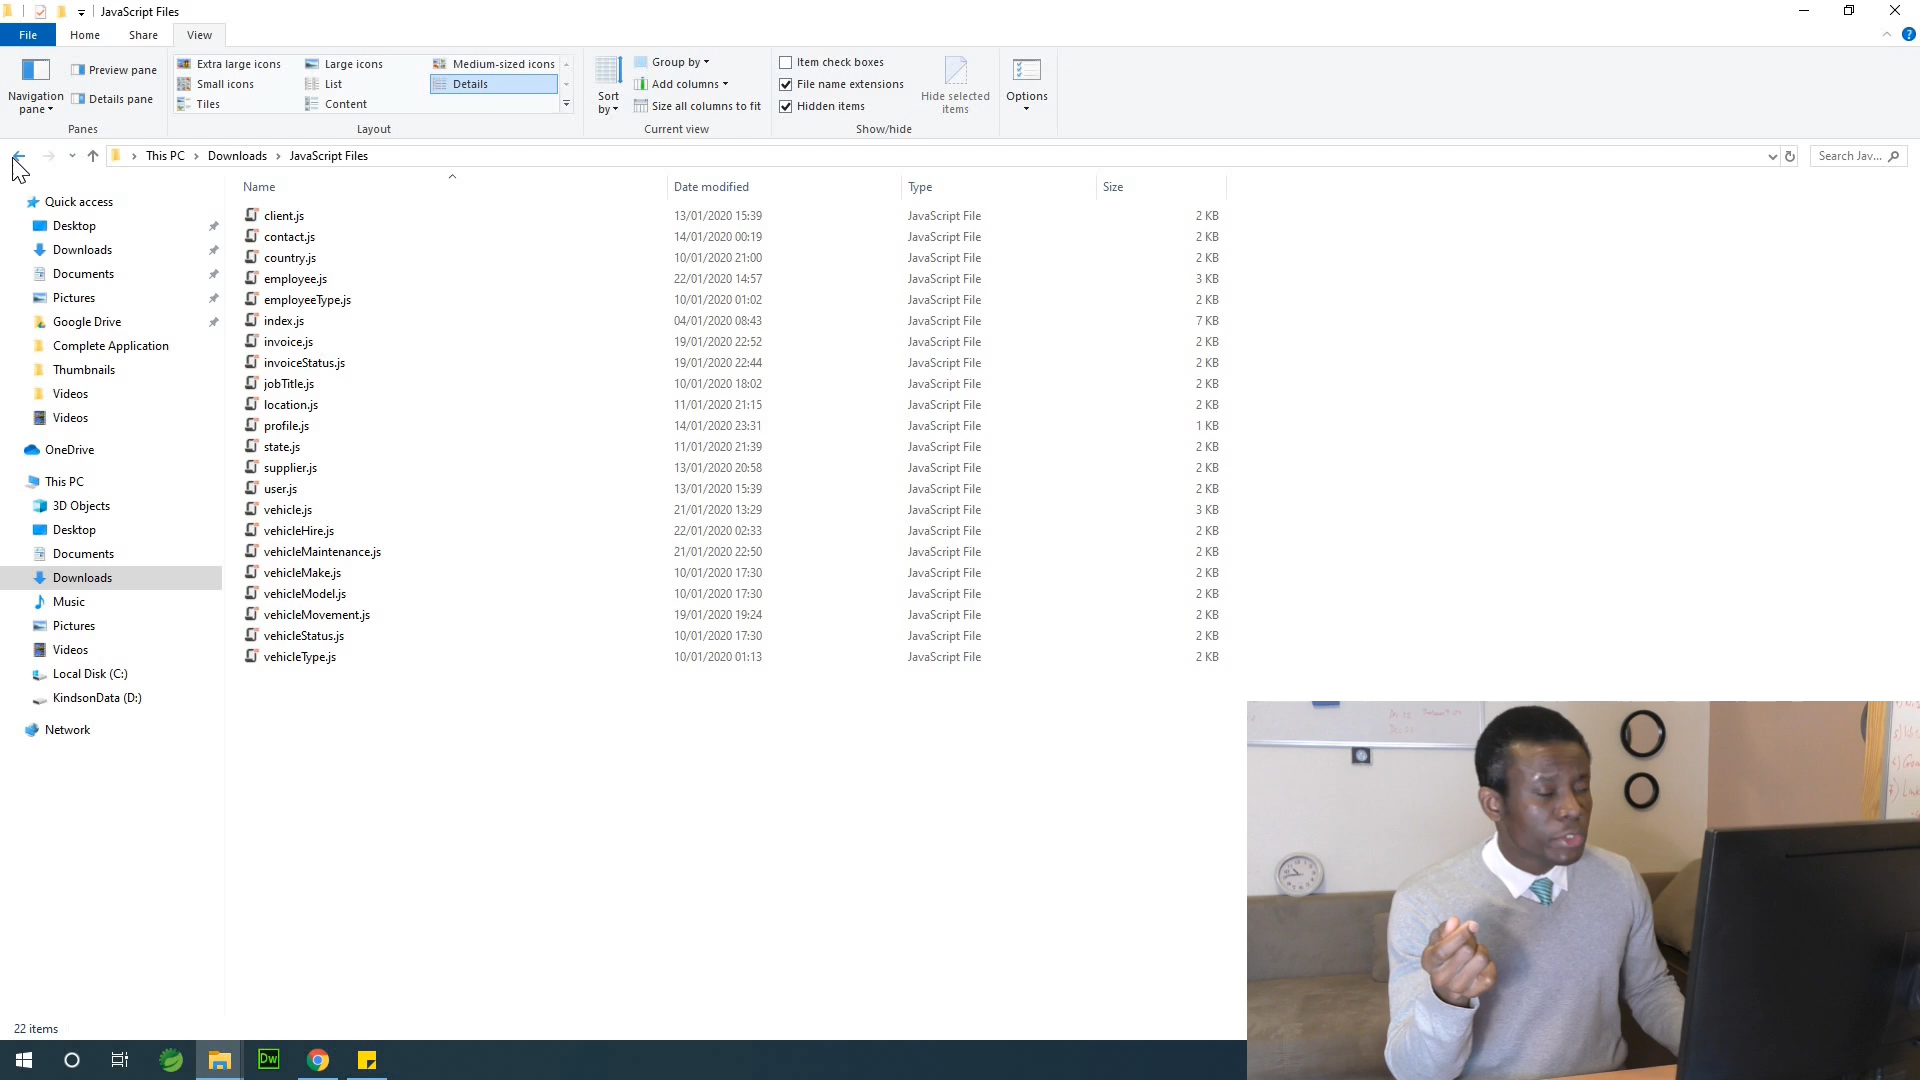 JavaScript Files
File Home Share View
Navigation pane
Preview pane
Details pane
Panes
Extra large icons Large icons Medium-sized icons
Small icons List Details
Tiles Content
Layout
Sort by
Group by
Add columns
Size all columns to fit
Current view
Item check boxes
File name extensions
Hidden items
Hide selected items
Show/hide
Options
This PC > Downloads > JavaScript Files
Search Jav...
Name Date modified Type Size
client.js 13/01/2020 15:39 JavaScript File 2 KB
contact.js 14/01/2020 00:19 JavaScript File 2 KB
country.js 10/01/2020 21:00 JavaScript File 2 KB
employee.js 22/01/2020 14:57 JavaScript File 3 KB
employeeType.js 10/01/2020 01:02 JavaScript File 2 KB
index.js 04/01/2020 08:43 JavaScript File 7 KB
invoice.js 19/01/2020 22:52 JavaScript File 2 KB
invoiceStatus.js 19/01/2020 22:44 JavaScript File 2 KB
jobTitle.js 10/01/2020 18:02 JavaScript File 2 KB
location.js 11/01/2020 21:15 JavaScript File 2 KB
profile.js 14/01/2020 23:31 JavaScript File 1 KB
state.js 11/01/2020 21:39 JavaScript File 2 KB
supplier.js 13/01/2020 20:58 JavaScript File 2 KB
user.js 13/01/2020 15:39 JavaScript File 2 KB
vehicle.js 21/01/2020 13:29 JavaScript File 3 KB
vehicleHire.js 22/01/2020 02:33 JavaScript File 2 KB
vehicleMaintenance.js 21/01/2020 22:50 JavaScript File 2 KB
vehicleMake.js 10/01/2020 17:30 JavaScript File 2 KB
vehicleModel.js 10/01/2020 17:30 JavaScript File 2 KB
vehicleMovement.js 19/01/2020 19:24 JavaScript File 2 KB
vehicleStatus.js 10/01/2020 17:30 JavaScript File 2 KB
vehicleType.js 10/01/2020 01:13 JavaScript File 2 KB
Quick access
Desktop
Downloads
Documents
Pictures
Google Drive
Complete Application
Thumbnails
Videos
Videos
OneDrive
This PC
3D Objects
Desktop
Documents
Downloads
Music
Pictures
Videos
Local Disk (C:)
KindsonData (D:)
Network
22 items
Dw